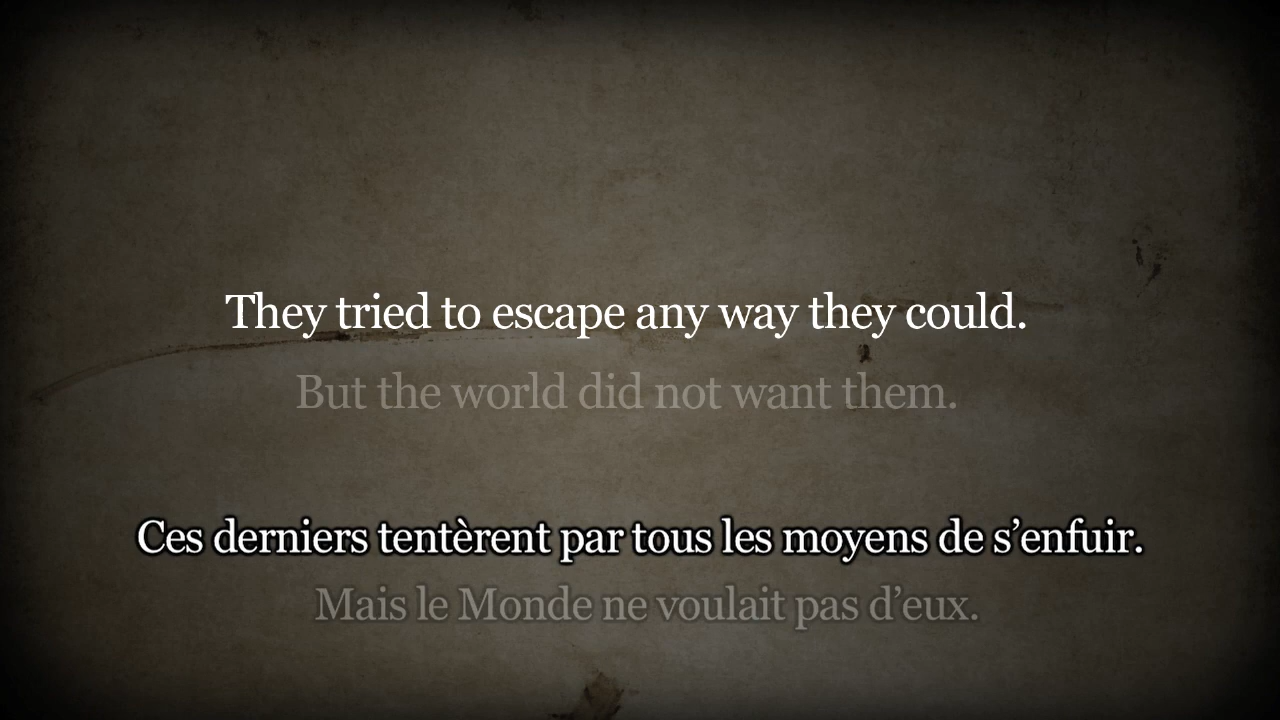 They tried to escape any way they could.
But the world did not want them.
Ces derniers tentèrent par tous les moyens de s’enfuir.
Mais le Monde ne voulait pas d’eux.